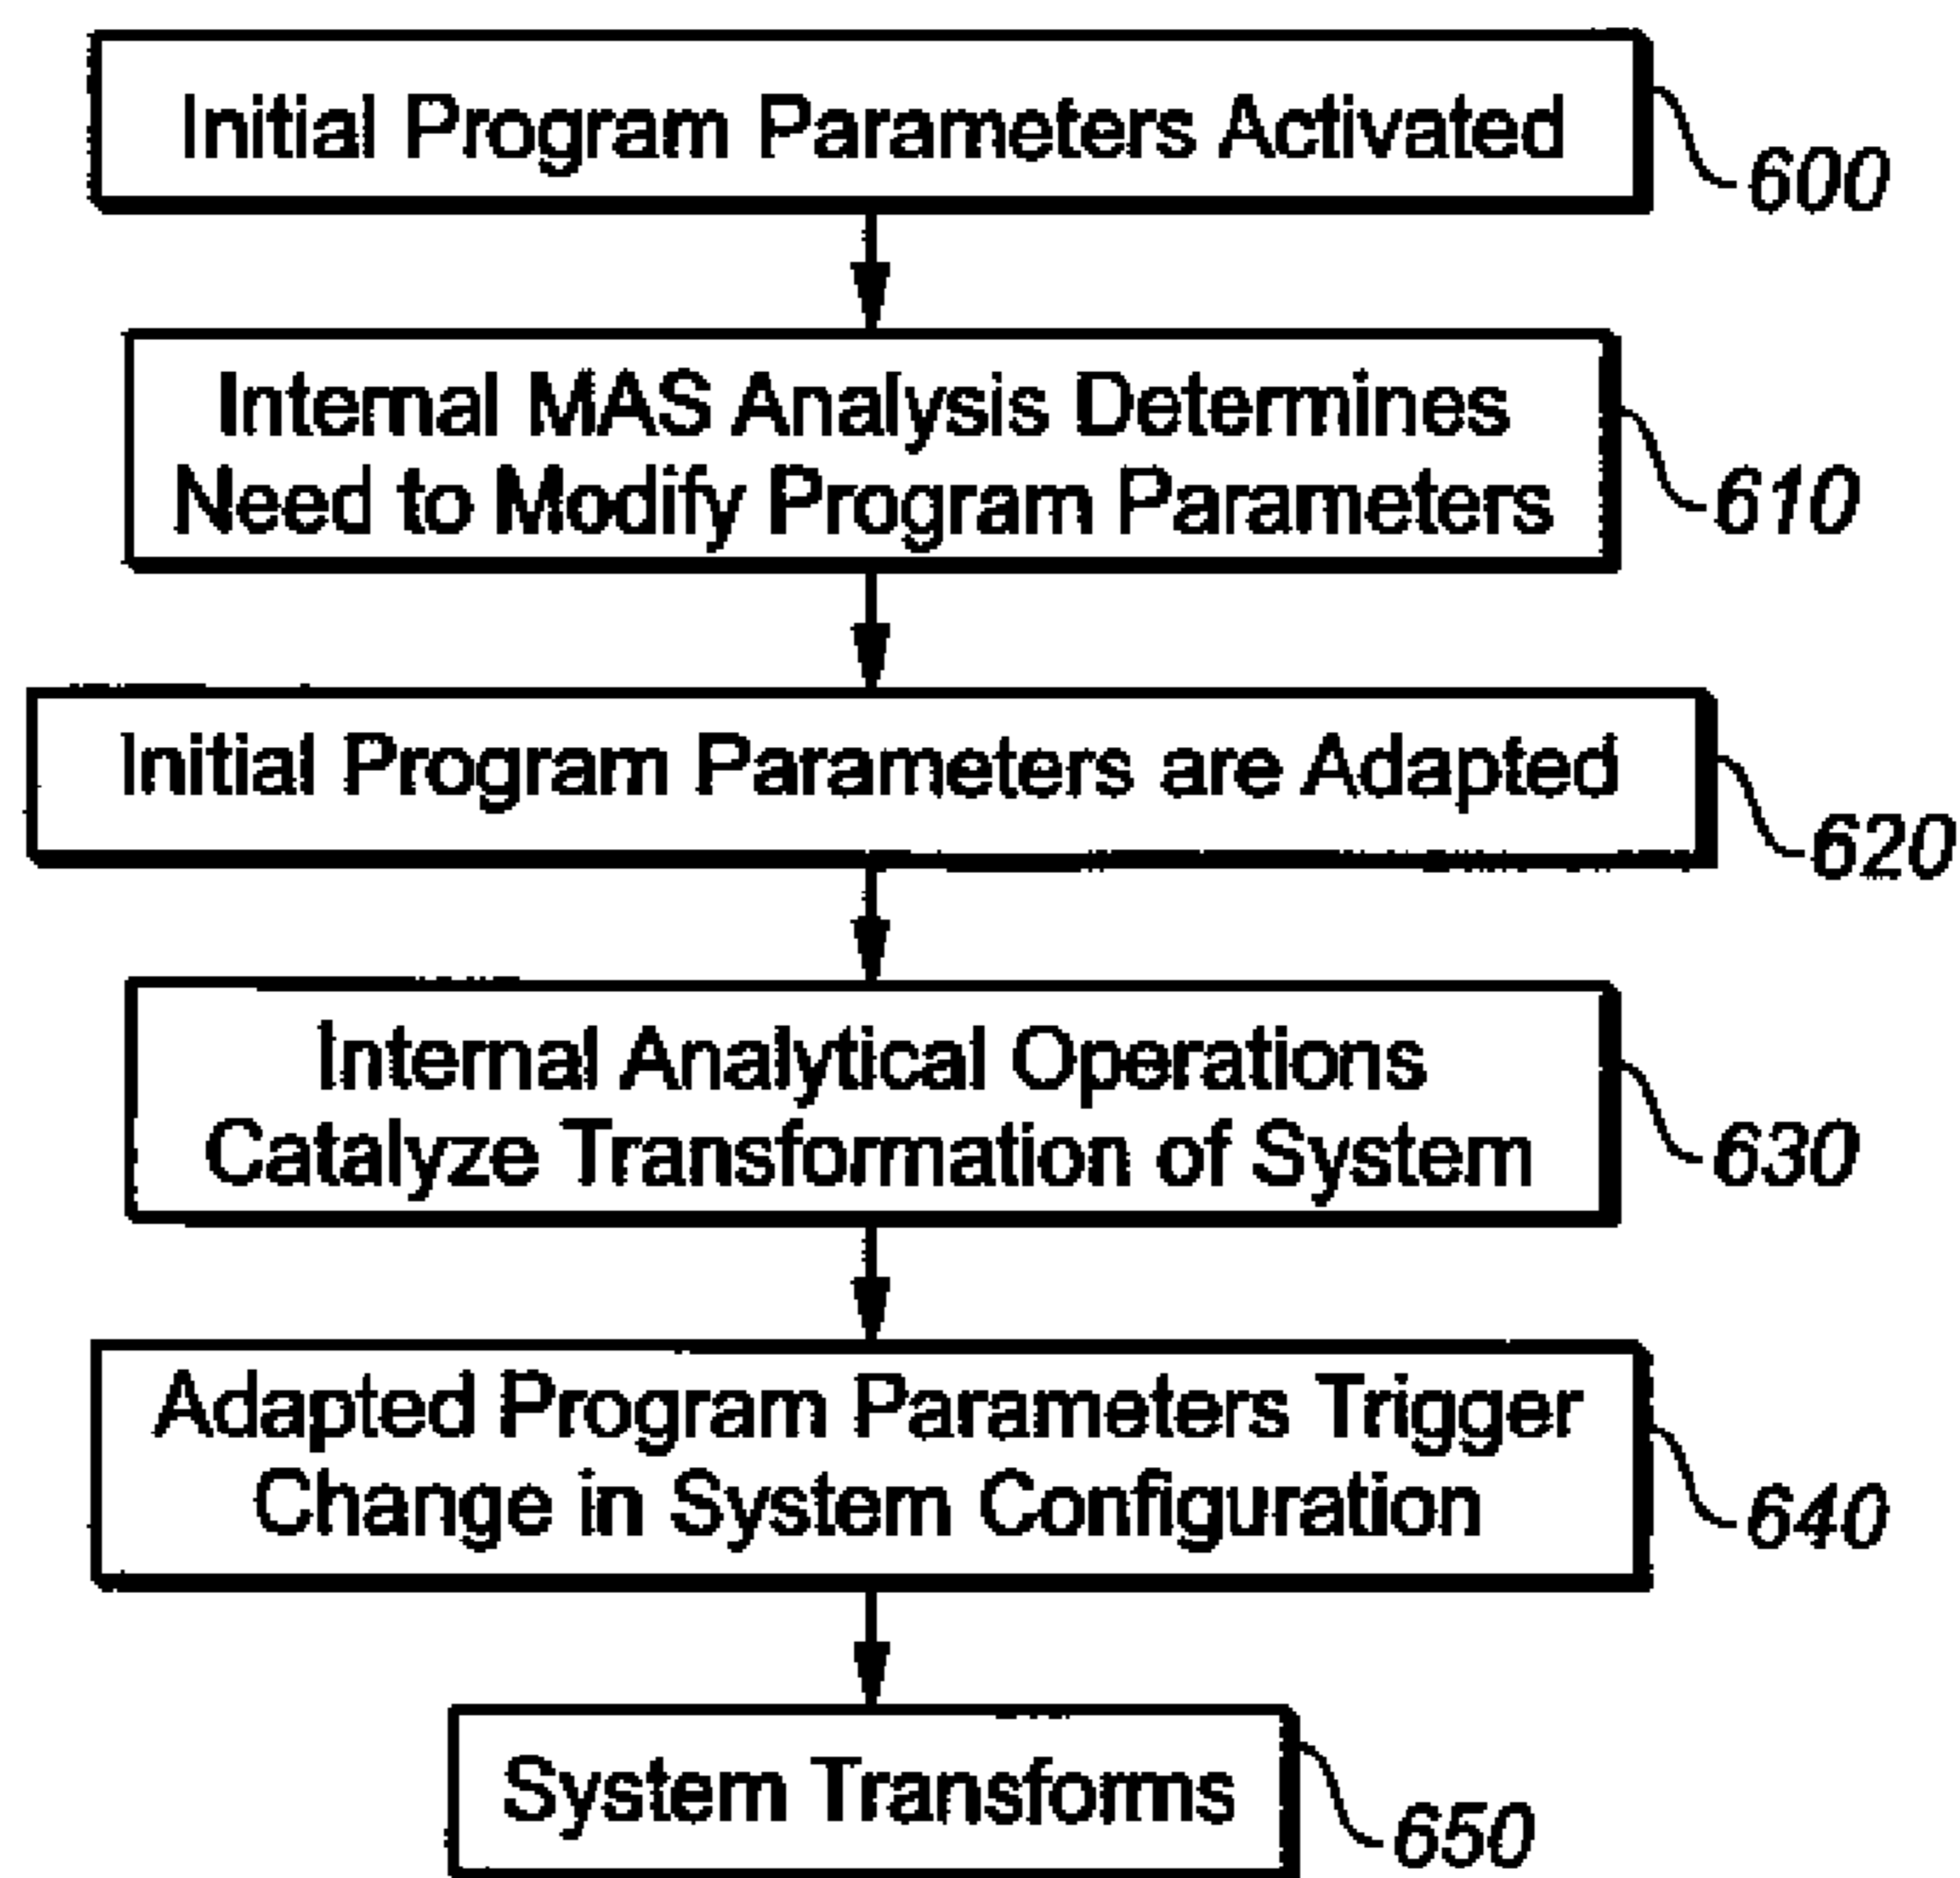 Initial Program Parameters Activated
600
Internal MAS Analysis Determines
Need to Modify Program Parameters
610
Initial Program Parameters are Adapted
620
Internal Analytical Operations
Catalyze Transformation of System
630
Adapted Program Parameters Trigger
Change in System Configuration
640
System Transforms
650